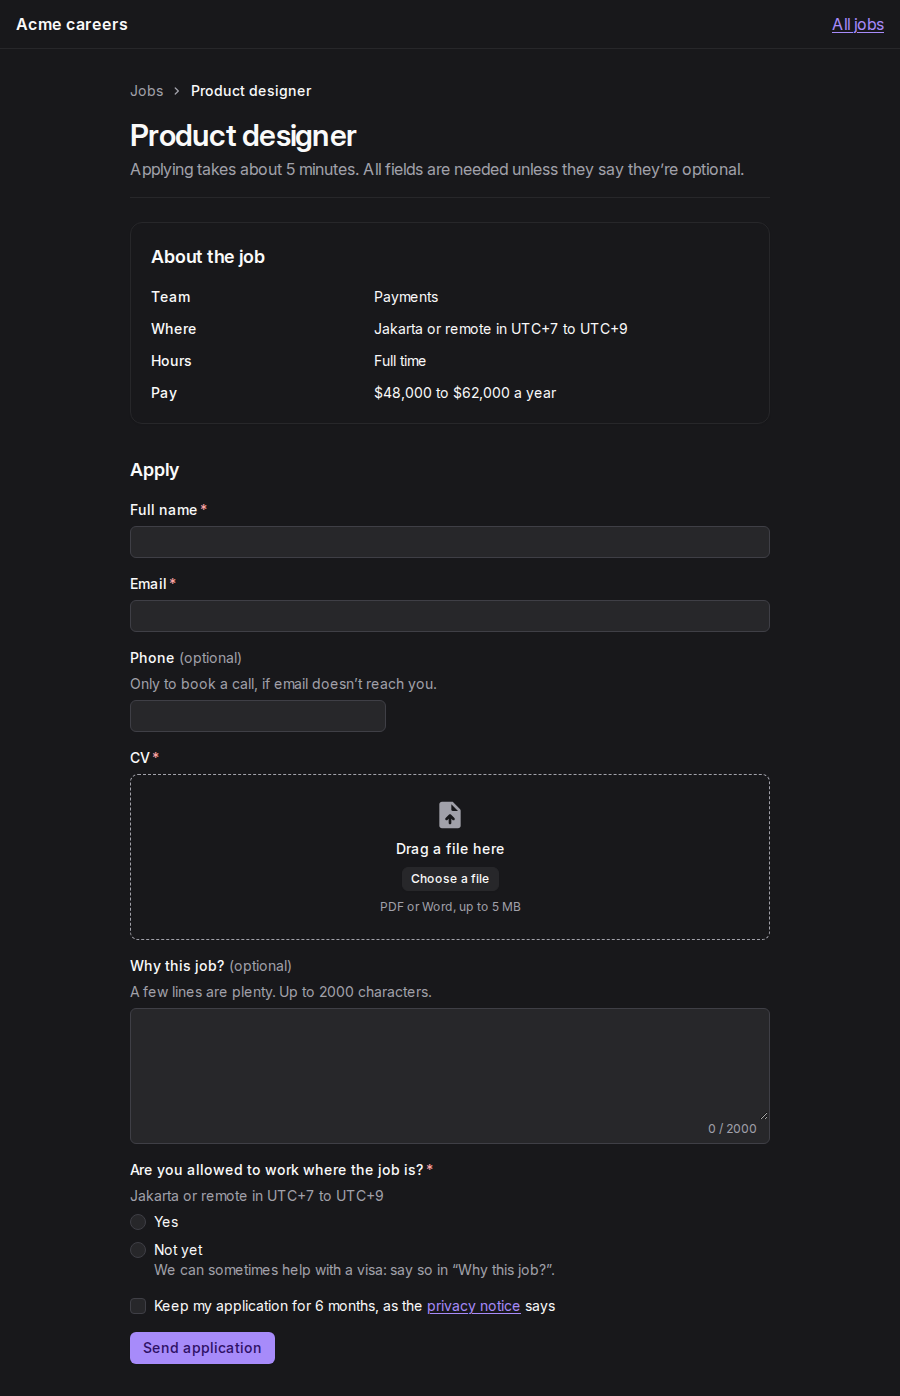 Acme careers
All jobs
Jobs > Product designer
Product designer
Applying takes about 5 minutes. All fields are needed unless they say they’re optional.
About the job
Team Payments
Where Jakarta or remote in UTC+7 to UTC+9
Hours Full time
Pay $48,000 to $62,000 a year
Apply
Full name *
Email *
Phone (optional)
Only to book a call, if email doesn’t reach you.
CV *
Drag a file here
Choose a file
PDF or Word, up to 5 MB
Why this job? (optional)
A few lines are plenty. Up to 2000 characters.
0 / 2000
Are you allowed to work where the job is? *
Jakarta or remote in UTC+7 to UTC+9
Yes
Not yet
We can sometimes help with a visa: say so in “Why this job?”.
Keep my application for 6 months, as the privacy notice says
Send application